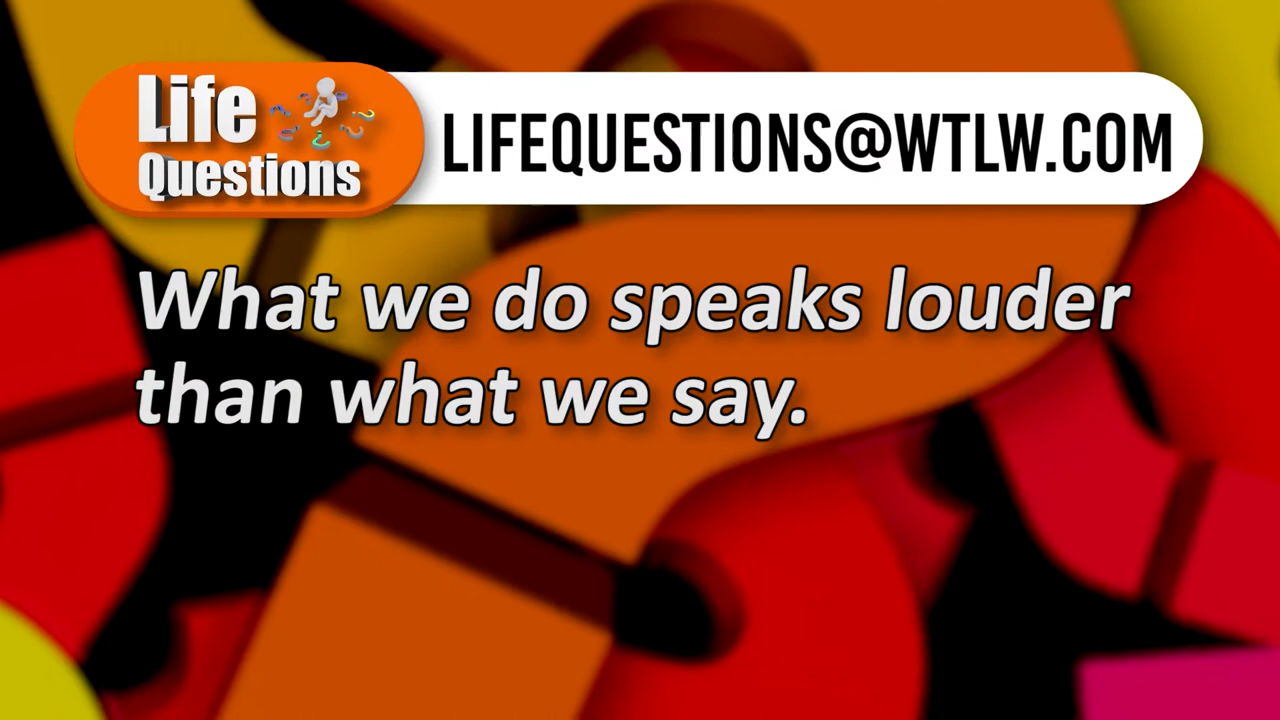 Life
Questions
LIFEQUESTIONS@WTLW.COM
What we do speaks louder
than what we say.